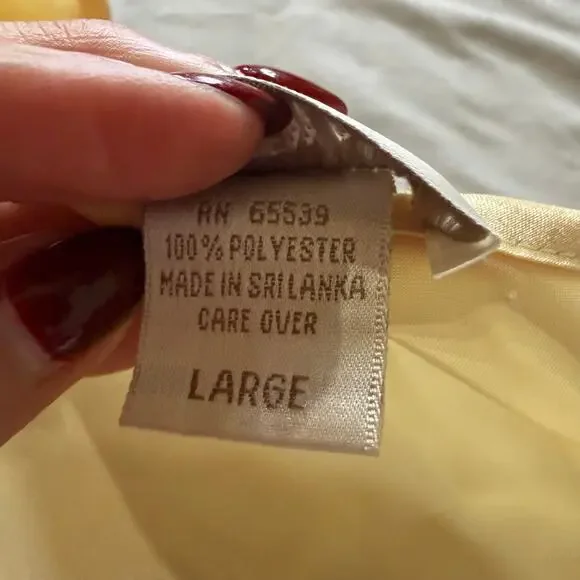 RN 65539
100% POLYESTER
MADE IN SRI LANKA
CARE OVER
LARGE